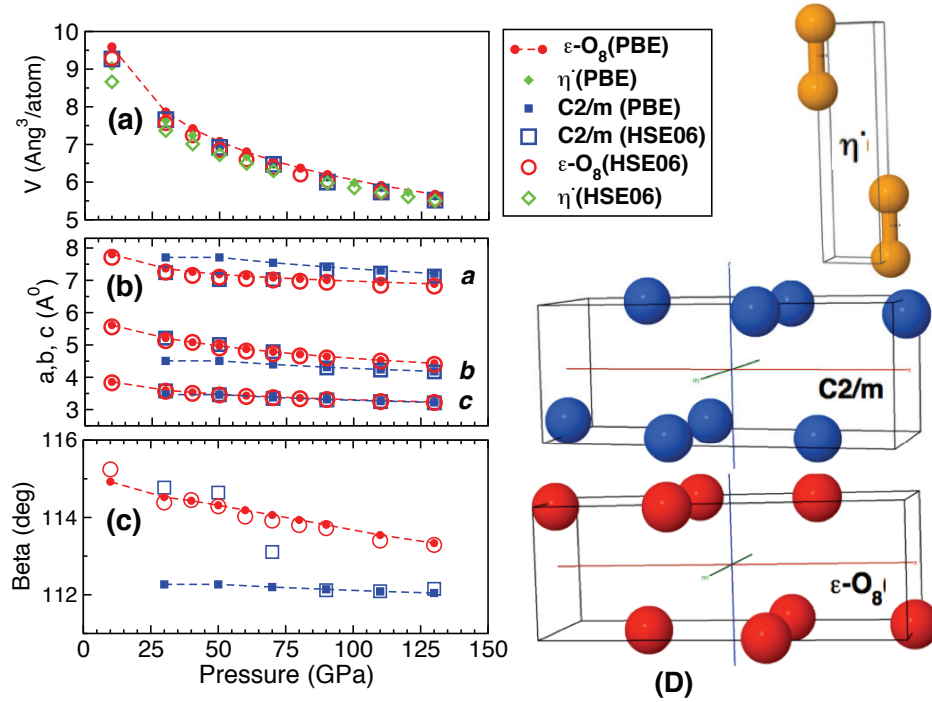 10
9
8
7
6
5
V (Ang³/atom)
(a)
ε-O₈(PBE)
η˙(PBE)
C2/m (PBE)
C2/m (HSE06)
ε-O₈(HSE06)
η˙(HSE06)
η˙(
8
7
6
5
4
3
a,b, c (A⁰)
(b)
a
b
c
C2/m
116
114
112
Beta (deg)
(c)
0 25 50 75 100 125 150
Pressure (GPa)
ε-O₈(
(D)